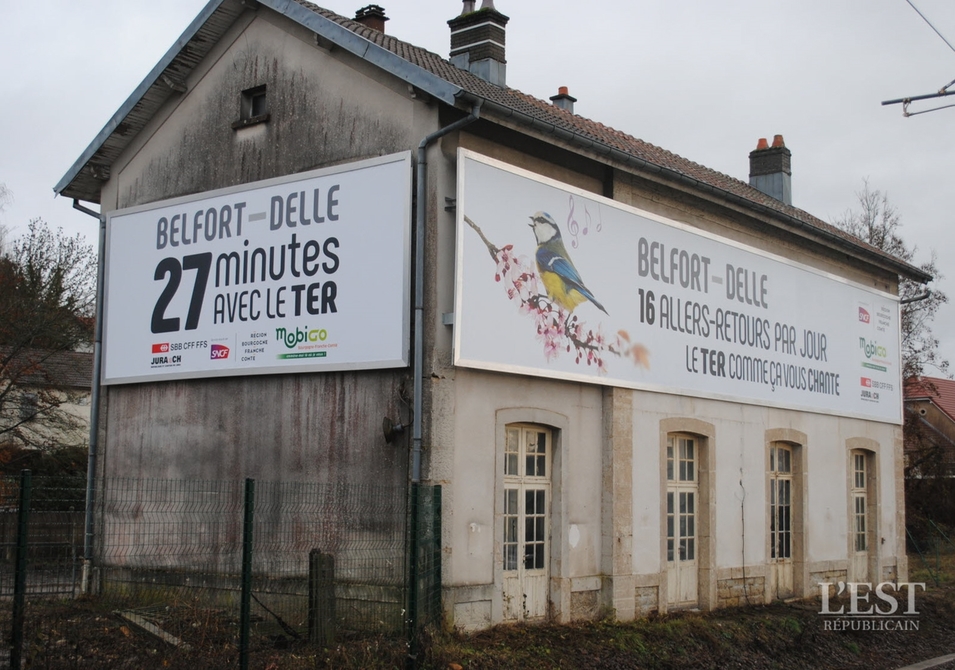 BELFORT–DELLE
27 minutes
AVEC LE TER
SBB CFF FFS
JURA CH
SNCF
RÉGION
BOURGOGNE
FRANCHE
COMTÉ
MobiGO
BELFORT–DELLE
16 ALLERS-RETOURS PAR JOUR
LE TER COMME ÇA VOUS CHANTE
SNCF
MobiGO
SBB CFF FFS
JURA CH
L'EST
RÉPUBLICAIN